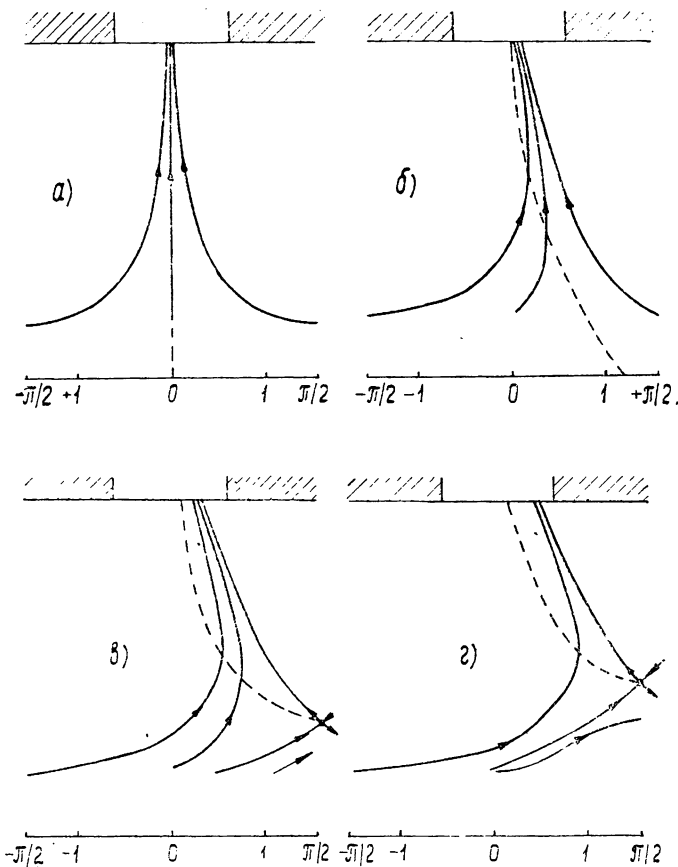 а)
б)
-π/2 +1 0 1 π/2
-π/2 -1 0 1 +π/2.
в)
г)
-π/2 -1 0 1 π/2
-π/2 -1 0 1 π/2